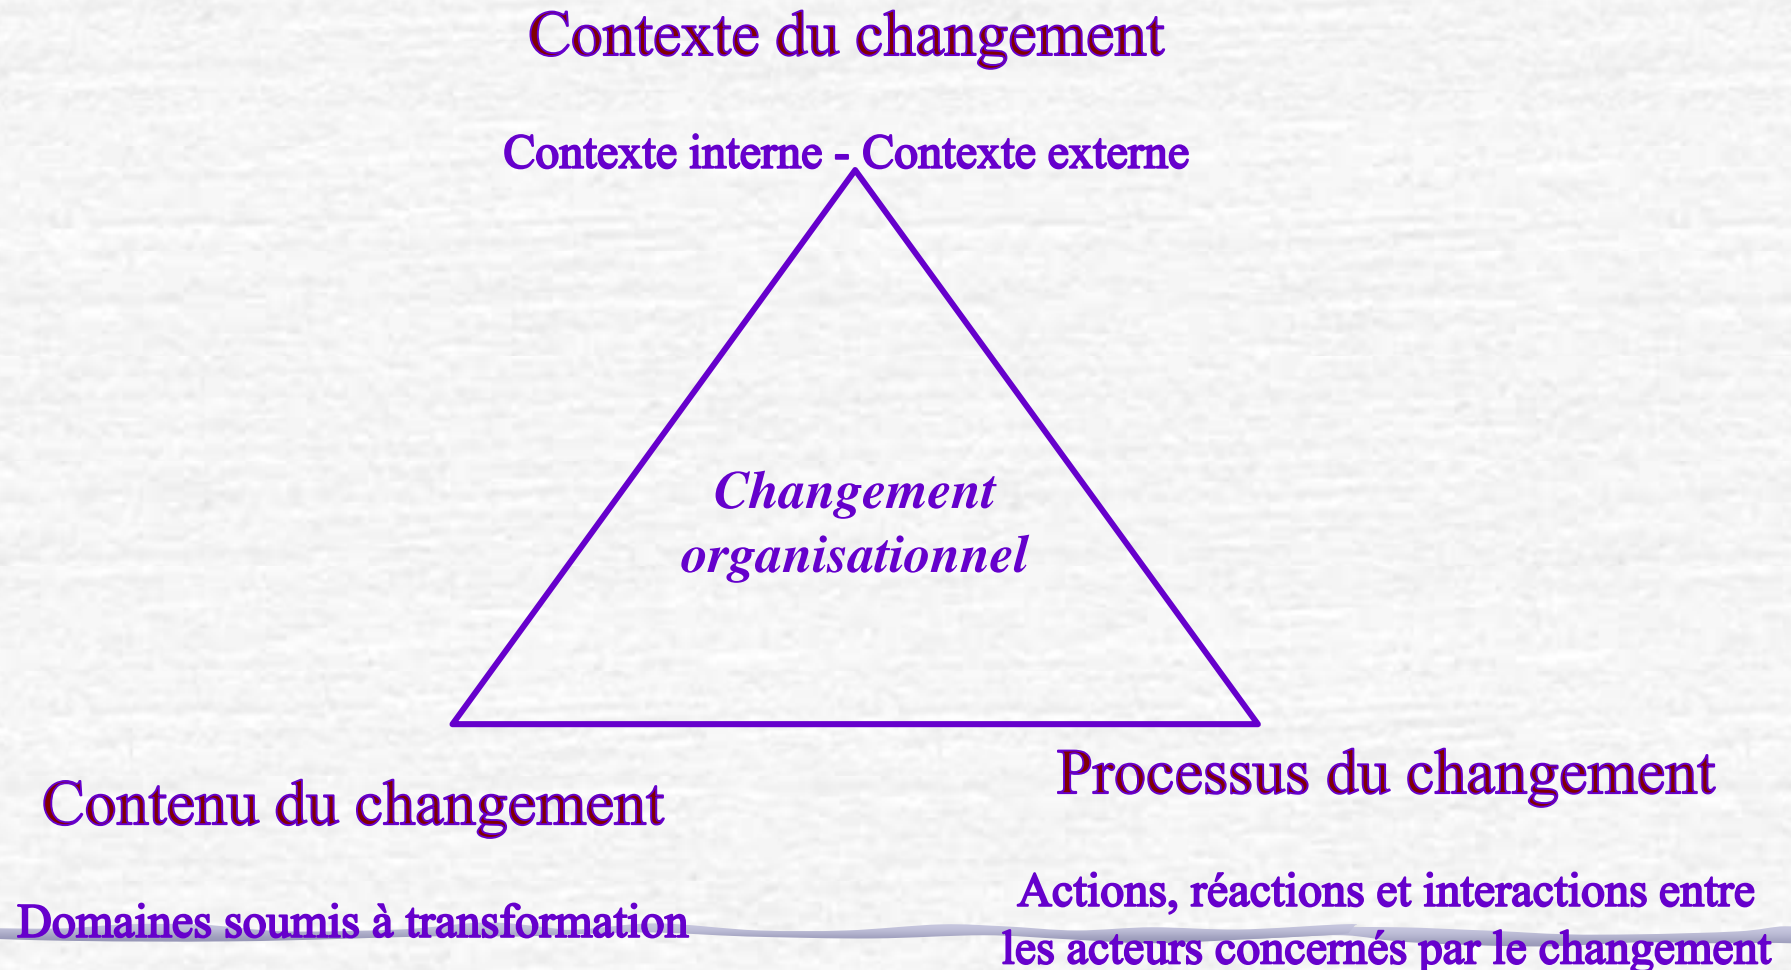 Contexte du changement
Contexte interne - Contexte externe
Changement
organisationnel
Contenu du changement
Domaines soumis à transformation
Processus du changement
Actions, réactions et interactions entre
les acteurs concernés par le changement